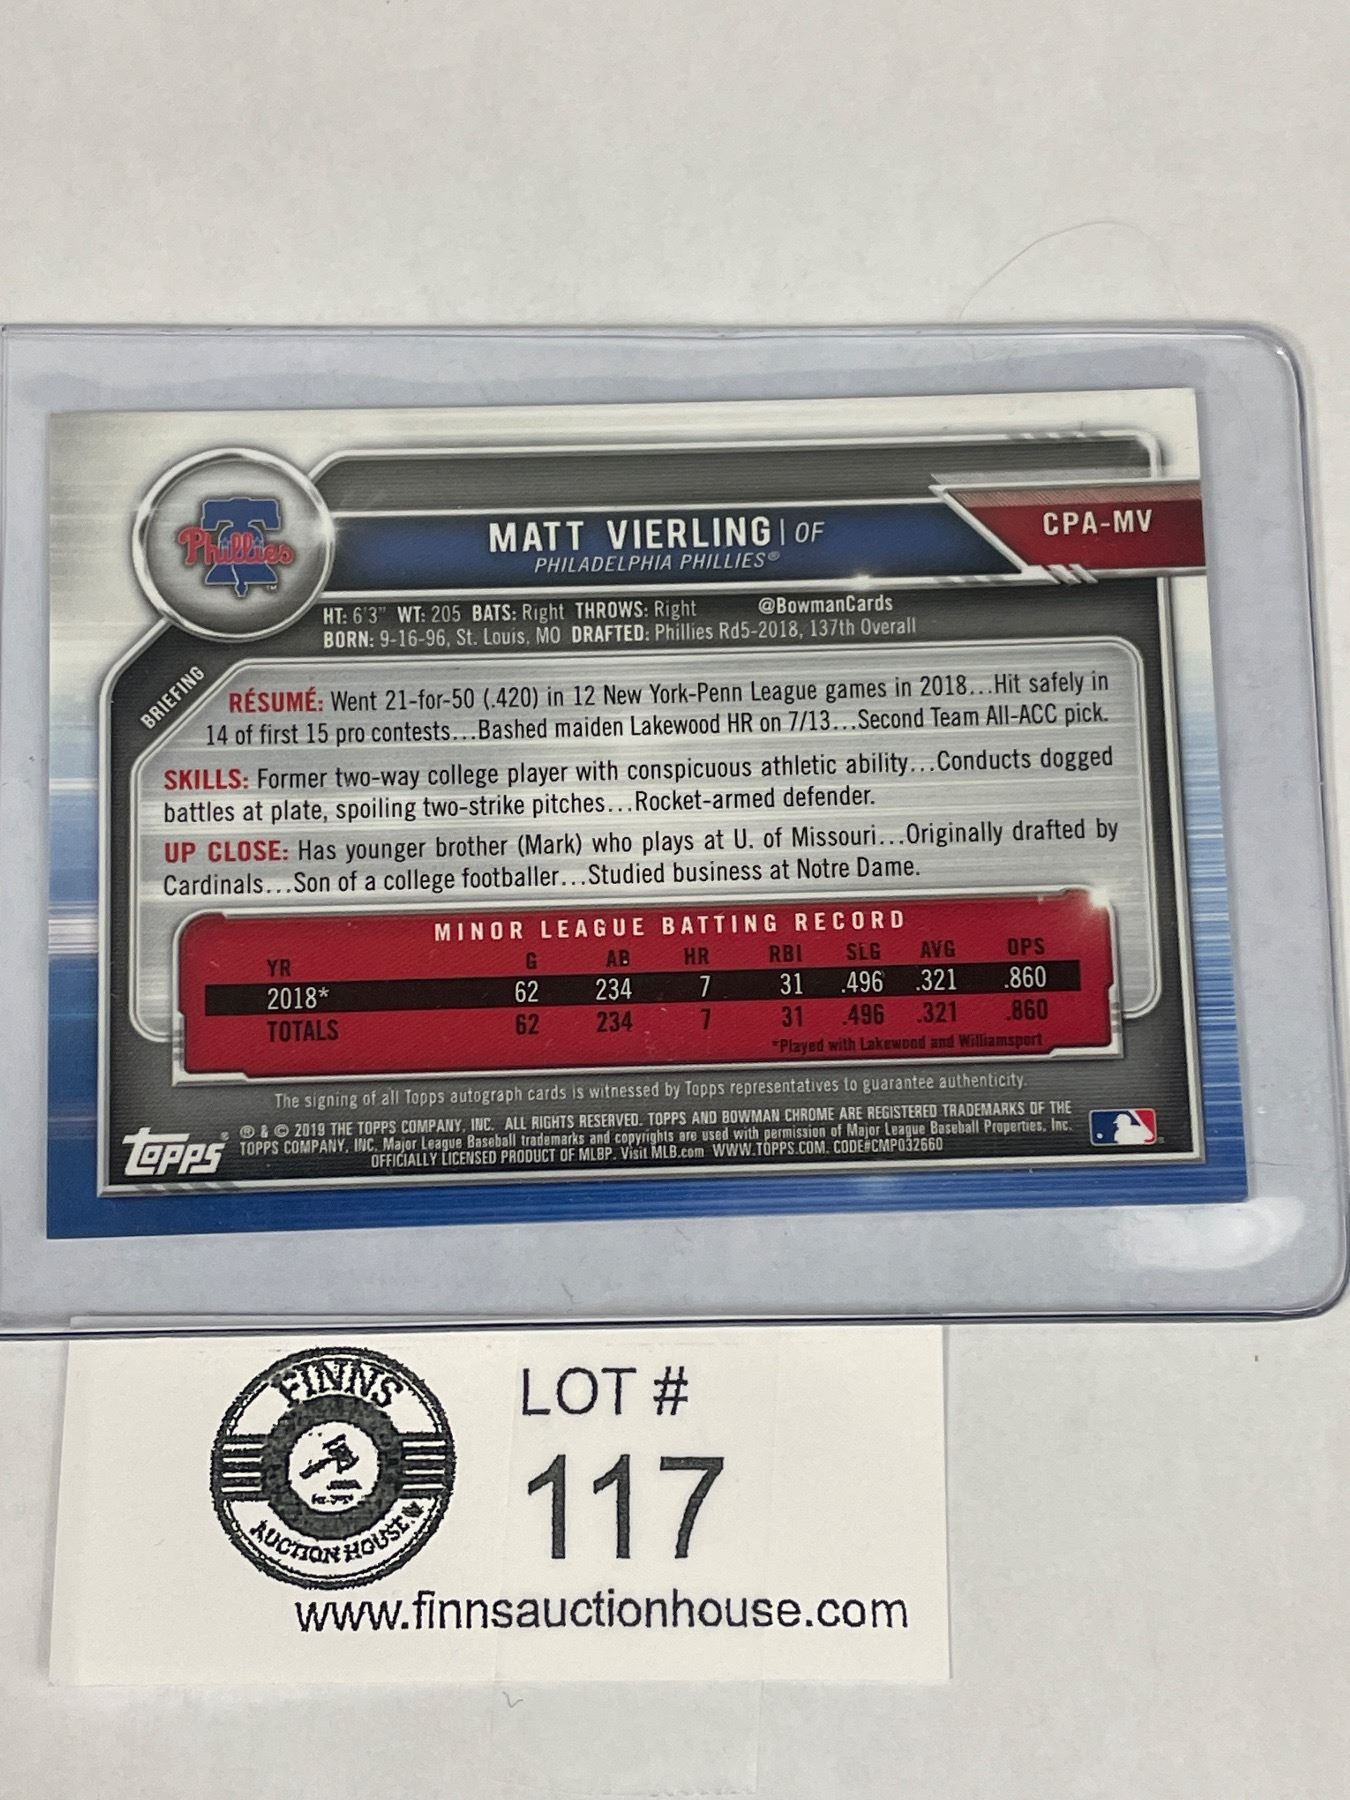 Phillies
MATT VIERLING | OF
PHILADELPHIA PHILLIES®
CPA-MV
HT: 6'3" WT: 205 BATS: Right THROWS: Right @BowmanCards
BORN: 9-16-96, St. Louis, MO DRAFTED: Phillies Rd5-2018, 137th Overall
BRIEFING
RÉSUMÉ: Went 21-for-50 (.420) in 12 New York-Penn League games in 2018...Hit safely in
14 of first 15 pro contests...Bashed maiden Lakewood HR on 7/13...Second Team All-ACC pick.
SKILLS: Former two-way college player with conspicuous athletic ability...Conducts dogged
battles at plate, spoiling two-strike pitches...Rocket-armed defender.
UP CLOSE: Has younger brother (Mark) who plays at U. of Missouri...Originally drafted by
Cardinals...Son of a college footballer...Studied business at Notre Dame.
MINOR LEAGUE BATTING RECORD
YR G AB HR RBI SLG AVG OPS
2018* 62 234 7 31 .496 .321 .860
TOTALS 62 234 7 31 .496 .321 .860
*Played with Lakewood and Williamsport
The signing of all Topps autograph cards is witnessed by Topps representatives to guarantee authenticity.
® & © 2019 THE TOPPS COMPANY, INC. ALL RIGHTS RESERVED. TOPPS AND BOWMAN CHROME ARE REGISTERED TRADEMARKS OF THE
TOPPS COMPANY, INC. Major League Baseball trademarks and copyrights are used with permission of Major League Baseball Properties, Inc.
OFFICIALLY LICENSED PRODUCT OF MLBP. Visit MLB.com WWW.TOPPS.COM. CODE#CMP032660
Topps®
FINNS
AUCTION HOUSE
LOT #
117
www.finnsauctionhouse.com